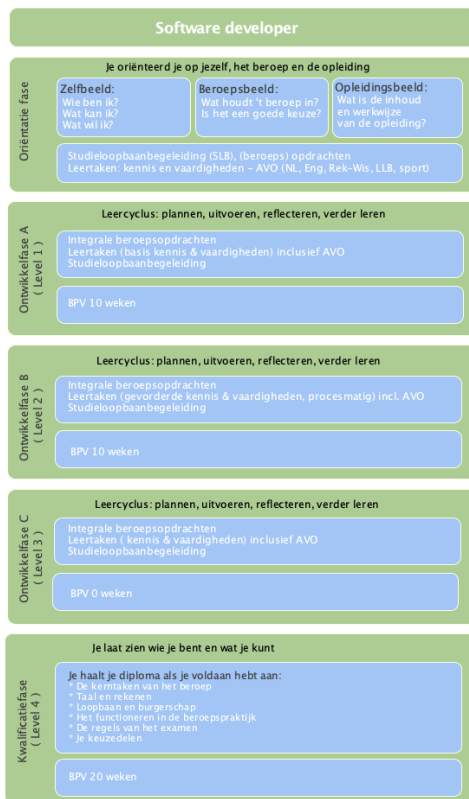 Software developer
Je oriënteerd je op jezelf, het beroep en de opleiding
Oriëntatie fase
Zelfbeeld:
Wie ben ik?
Wat kan ik?
Wat wil ik?
Beroepsbeeld:
Wat houdt 't beroep in?
Is het een goede keuze?
Opleidingsbeeld:
Wat is de inhoud
en werkwijze
van de opleiding?
Studieloopbaanbegeleiding (SLB), (beroeps) opdrachten
Leertaken: kennis en vaardigheden - AVO (NL, Eng, Rek-Wis, LLB, sport)
Ontwikkelfase A
( Level 1 )
Leercyclus: plannen, uitvoeren, reflecteren, verder leren
Integrale beroepsopdrachten
Leertaken (basis kennis & vaardigheden) inclusief AVO
Studieloopbaanbegeleiding
BPV 10 weken
Ontwikkelfase B
( Level 2 )
Leercyclus: plannen, uitvoeren, reflecteren, verder leren
Integrale beroepsopdrachten
Leertaken (gevorderde kennis & vaardigheden, procesmatig) incl. AVO
Studieloopbaanbegeleiding
BPV 10 weken
Ontwikkelfase C
( Level 3 )
Leercyclus: plannen, uitvoeren, reflecteren, verder leren
Integrale beroepsopdrachten
Leertaken ( kennis & vaardigheden) inclusief AVO
Studieloopbaanbegeleiding
BPV 0 weken
Kwalificatiefase
( Level 4 )
Je laat zien wie je bent en wat je kunt
Je haalt je diploma als je voldaan hebt aan:
* De kerntaken van het beroep
* Taal en rekenen
* Loopbaan en burgerschap
* Het functioneren in de beroepspraktijk
* De regels van het examen
* Je keuzedelen
BPV 20 weken